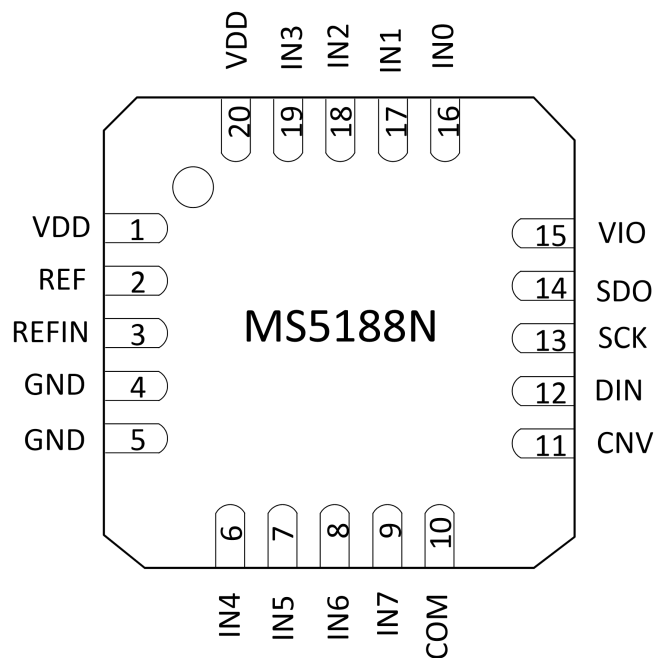 VDD IN3 IN2 IN1 IN0
20 19 18 17 16
VDD 1
REF 2
REFIN 3
GND 4
GND 5
MS5188N
15 VIO
14 SDO
13 SCK
12 DIN
11 CNV
6 7 8 9 10
IN4 IN5 IN6 IN7 COM